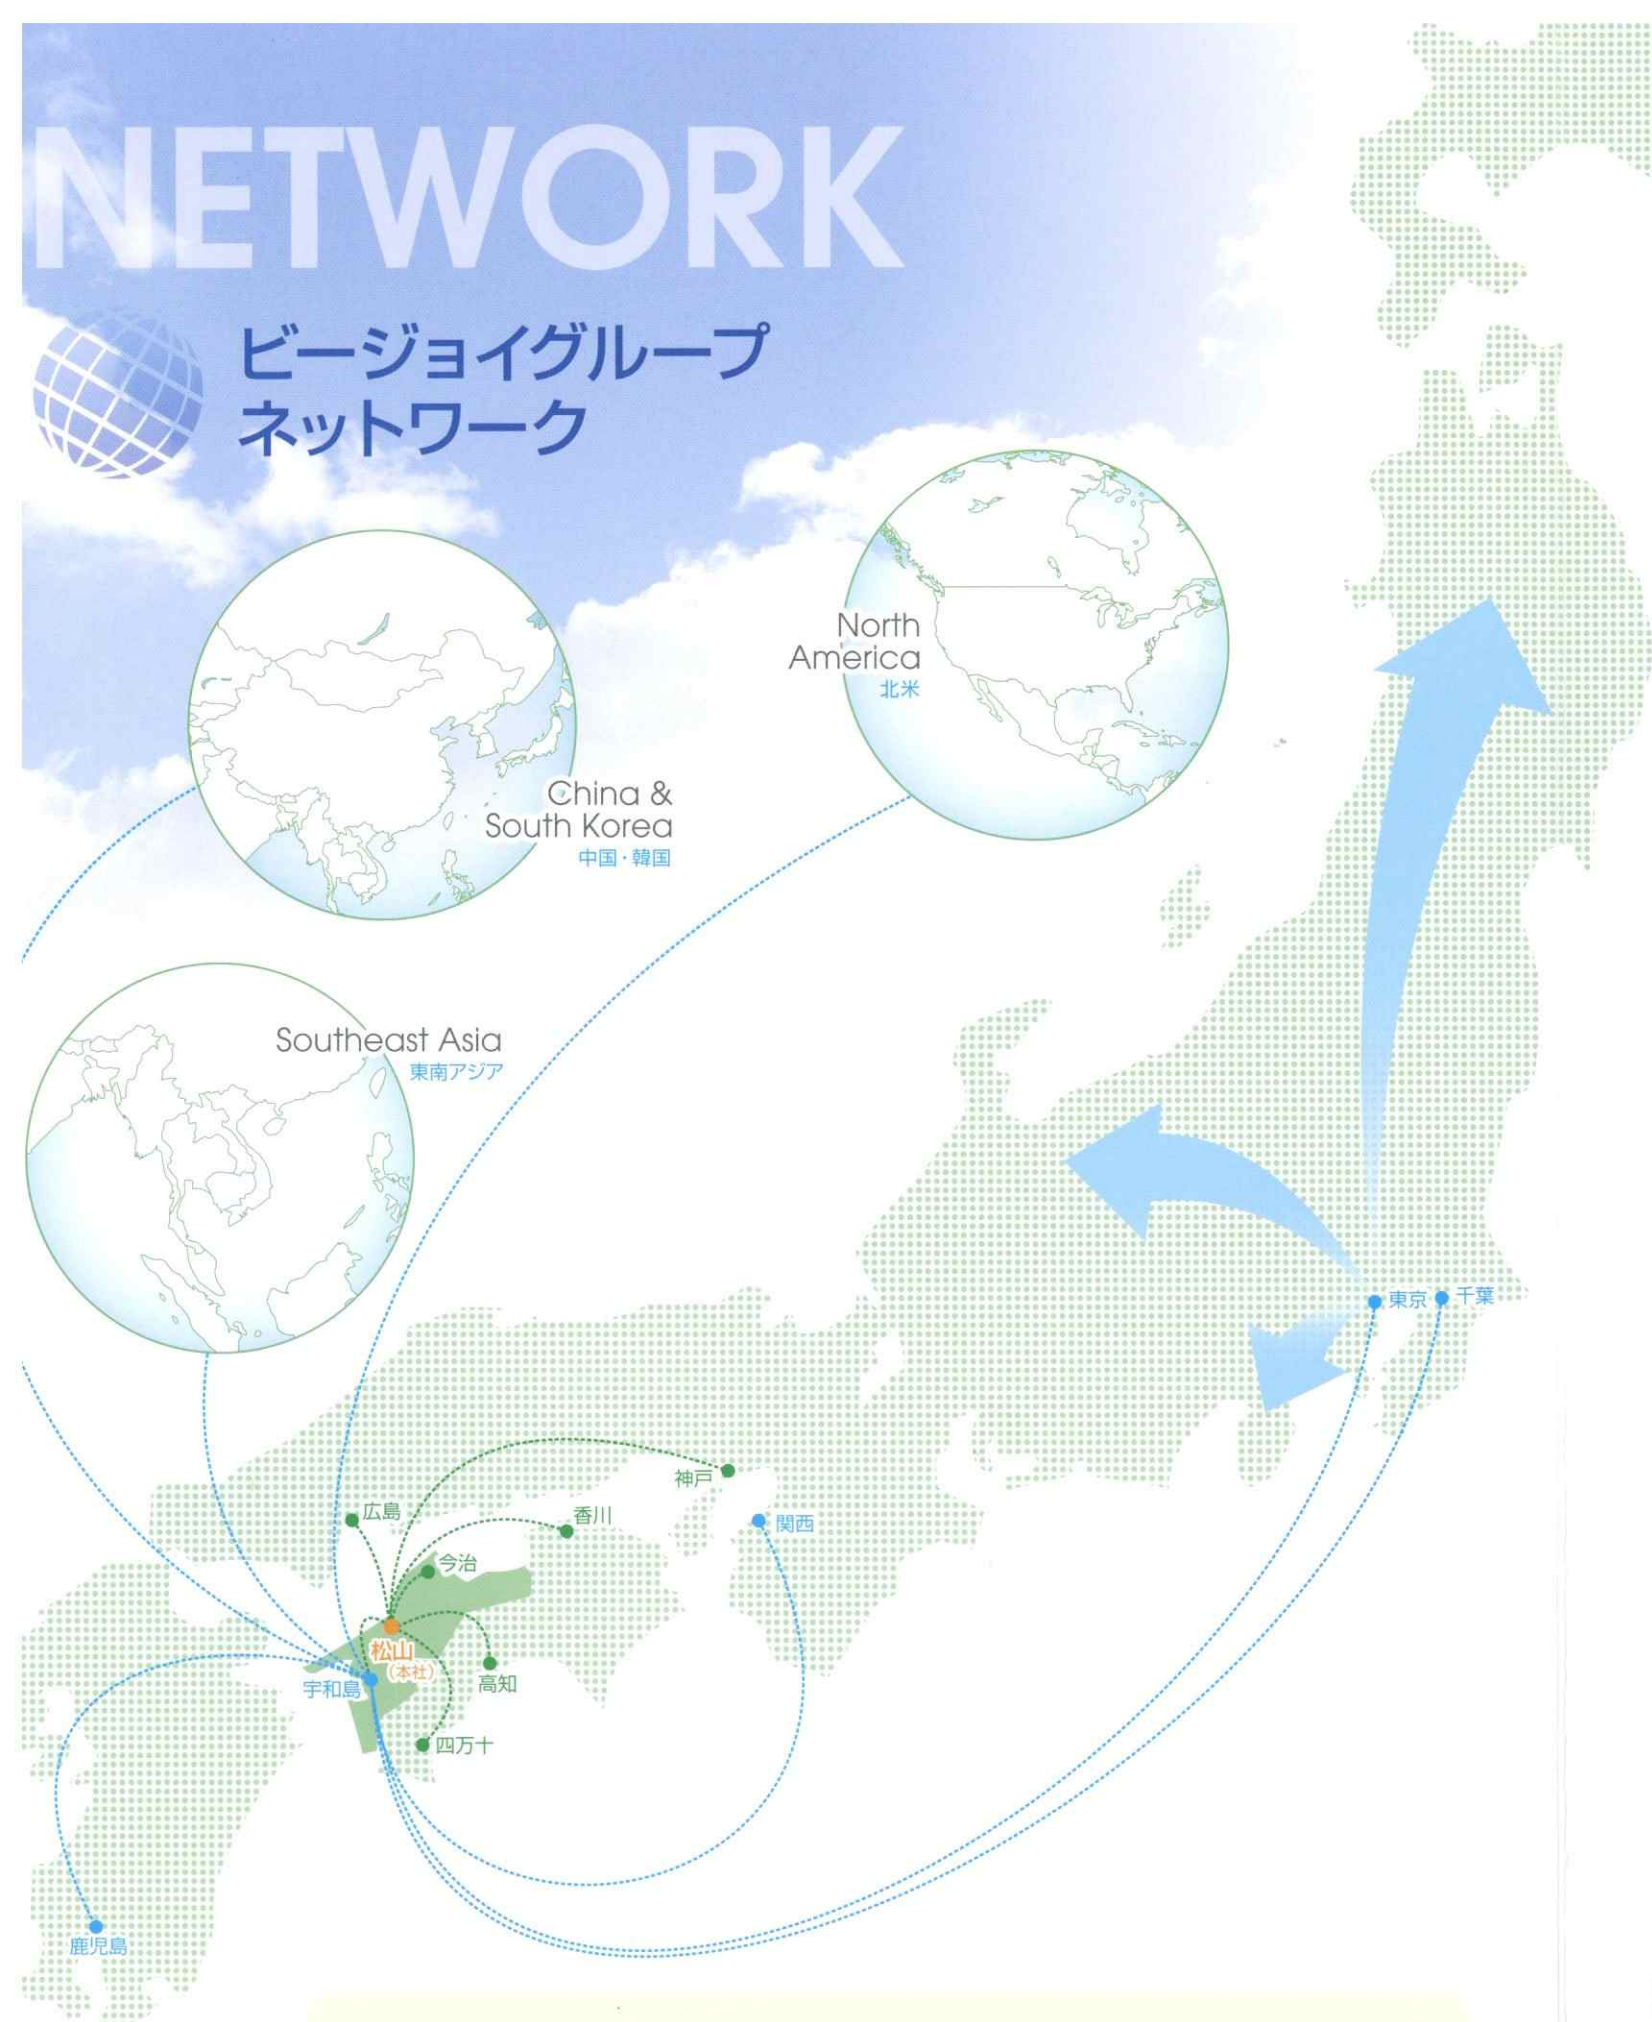 NETWORK
ビージョイグループ
ネットワーク
North
America
北米
China &
South Korea
中国・韓国
Southeast Asia
東南アジア
東京
千葉
神戸
広島
香川
関西
今治
松山
(本社)
宇和島
高知
四万十
鹿児島